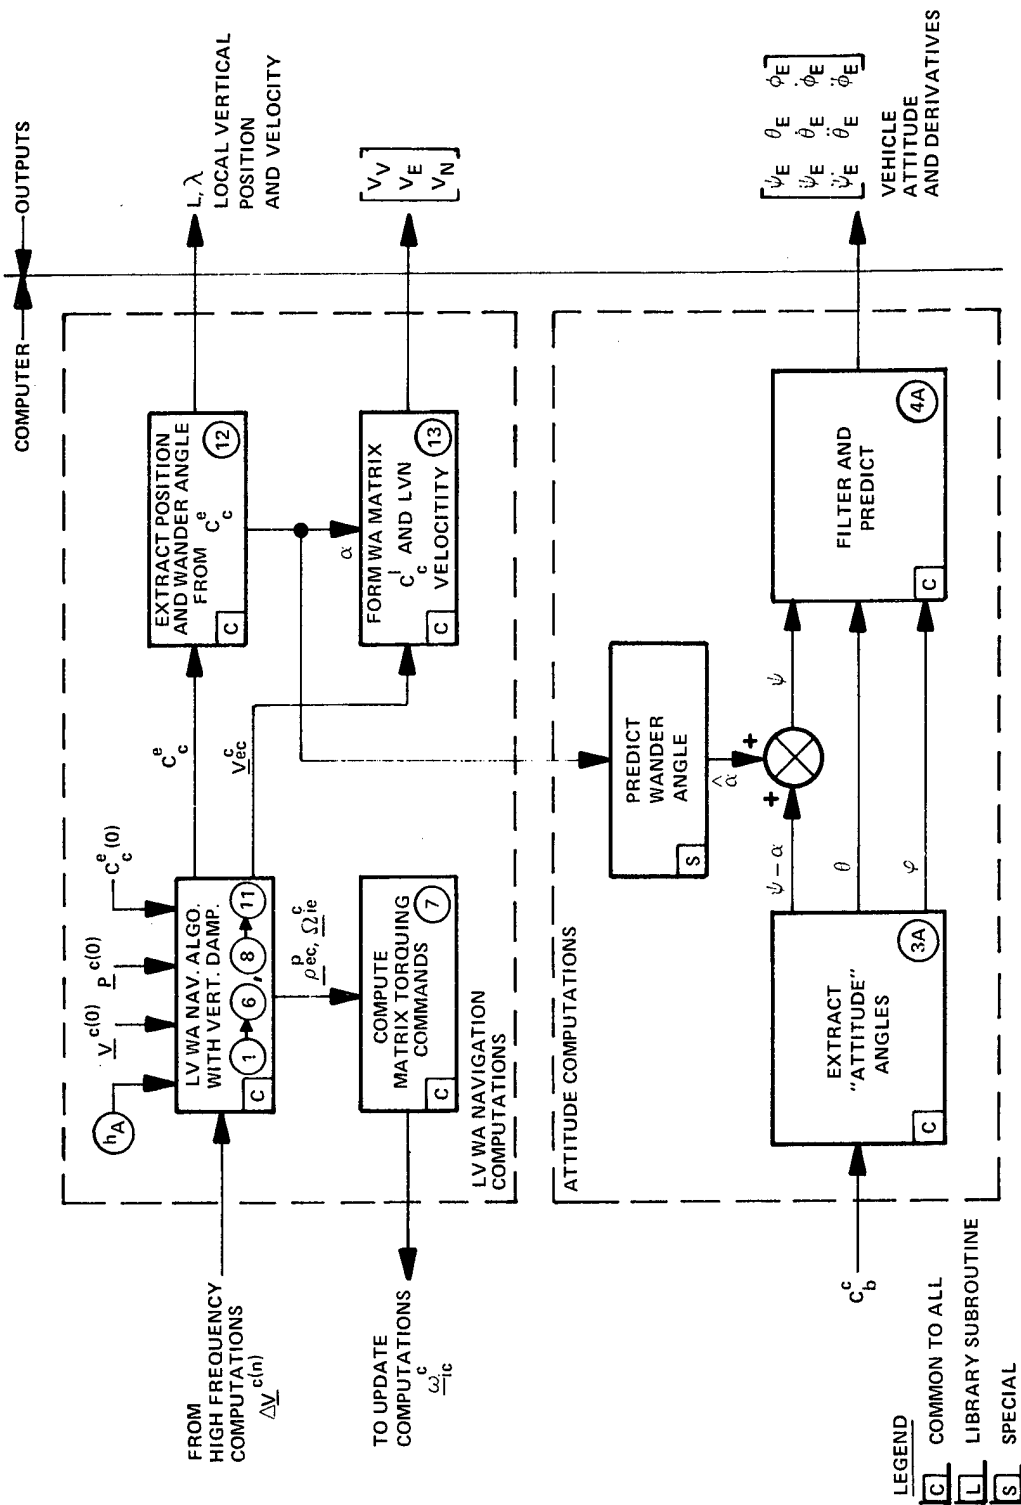 COMPUTER
OUTPUTS
h_A
V^c(0)
P^c(0)
C_c^e(0)
FROM
HIGH FREQUENCY
COMPUTATIONS
ΔV^c(n)
LV WA NAV. ALGO.
WITH VERT. DAMP.
1 6, 8 11
C
C_c^e
V_ec^c
EXTRACT POSITION
AND WANDER ANGLE
FROM C_c^e
C 12
L, λ
LOCAL VERTICAL
POSITION
AND VELOCITY
ρ_ec^p, Ω_ie^c
α
TO UPDATE
COMPUTATIONS
ω_ic^c
COMPUTE
MATRIX TORQUING
COMMANDS
C 7
FORM WA MATRIX
C_c^l AND LVN
VELOCITITY
C 13
V_V
V_E
V_N
LV WA NAVIGATION
COMPUTATIONS
ATTITUDE COMPUTATIONS
PREDICT
WANDER
ANGLE
S
α̂
+
+
C_b^c
EXTRACT
"ATTITUDE"
ANGLES
C 3A
ψ – α
θ
φ
ψ
FILTER AND
PREDICT
C 4A
ψ_E θ_E ϕ_E
ψ̇_E θ̇_E ϕ̇_E
ψ̈_E θ̈_E ϕ̈_E
VEHICLE
ATTITUDE
AND DERIVATIVES
LEGEND
C COMMON TO ALL
L LIBRARY SUBROUTINE
S SPECIAL